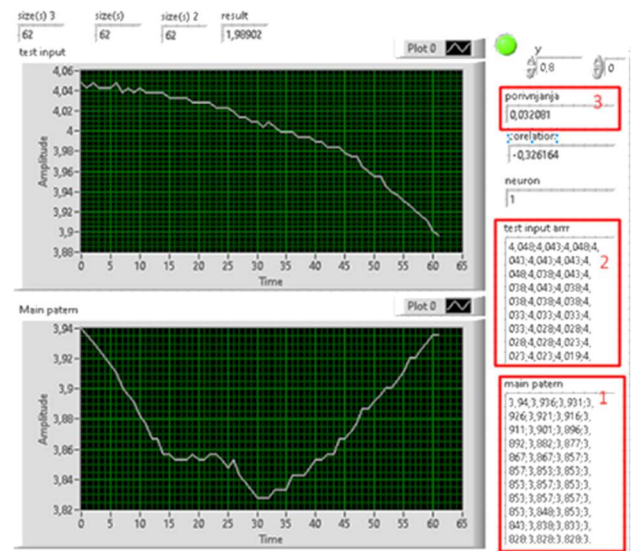 size(s) 3 size(s) size(s) 2 result
62 62 62 1,98902
test input
Plot 0
4,06
4,04
4,02
4
3,98
3,96
3,94
3,92
3,9
3,88
Amplitude
0 5 10 15 20 25 30 35 40 45 50 55 60 65
Time
Main patern
Plot 0
3,94
3,92
3,9
3,88
3,86
3,84
3,82
Amplitude
0 5 10 15 20 25 30 35 40 45 50 55 60 65
Time
y
0,8 0
porivnjanja
3
0,032081
corelation
-0,326164
neuron
1
test input arrr
2
4,048;4,043;4,048;4,
043;4,043;4,043;4,
048;4,038;4,043;4,
038;4,043;4,038;4,
038;4,038;4,038;4,
033;4,033;4,033;4,
033;4,028;4,028;4,
028;4,028;4,023;4,
023;4,023;4,019;4,
main patern
1
3,94;3,936;3,931;3,
926;3,921;3,916;3,
911;3,901;3,896;3,
892;3,882;3,877;3,
867;3,867;3,857;3,
857;3,853;3,853;3,
853;3,857;3,853;3,
853;3,857;3,857;3,
853;3,848;3,853;3,
843;3,838;3,833;3,
828;3,828;3,828;3,